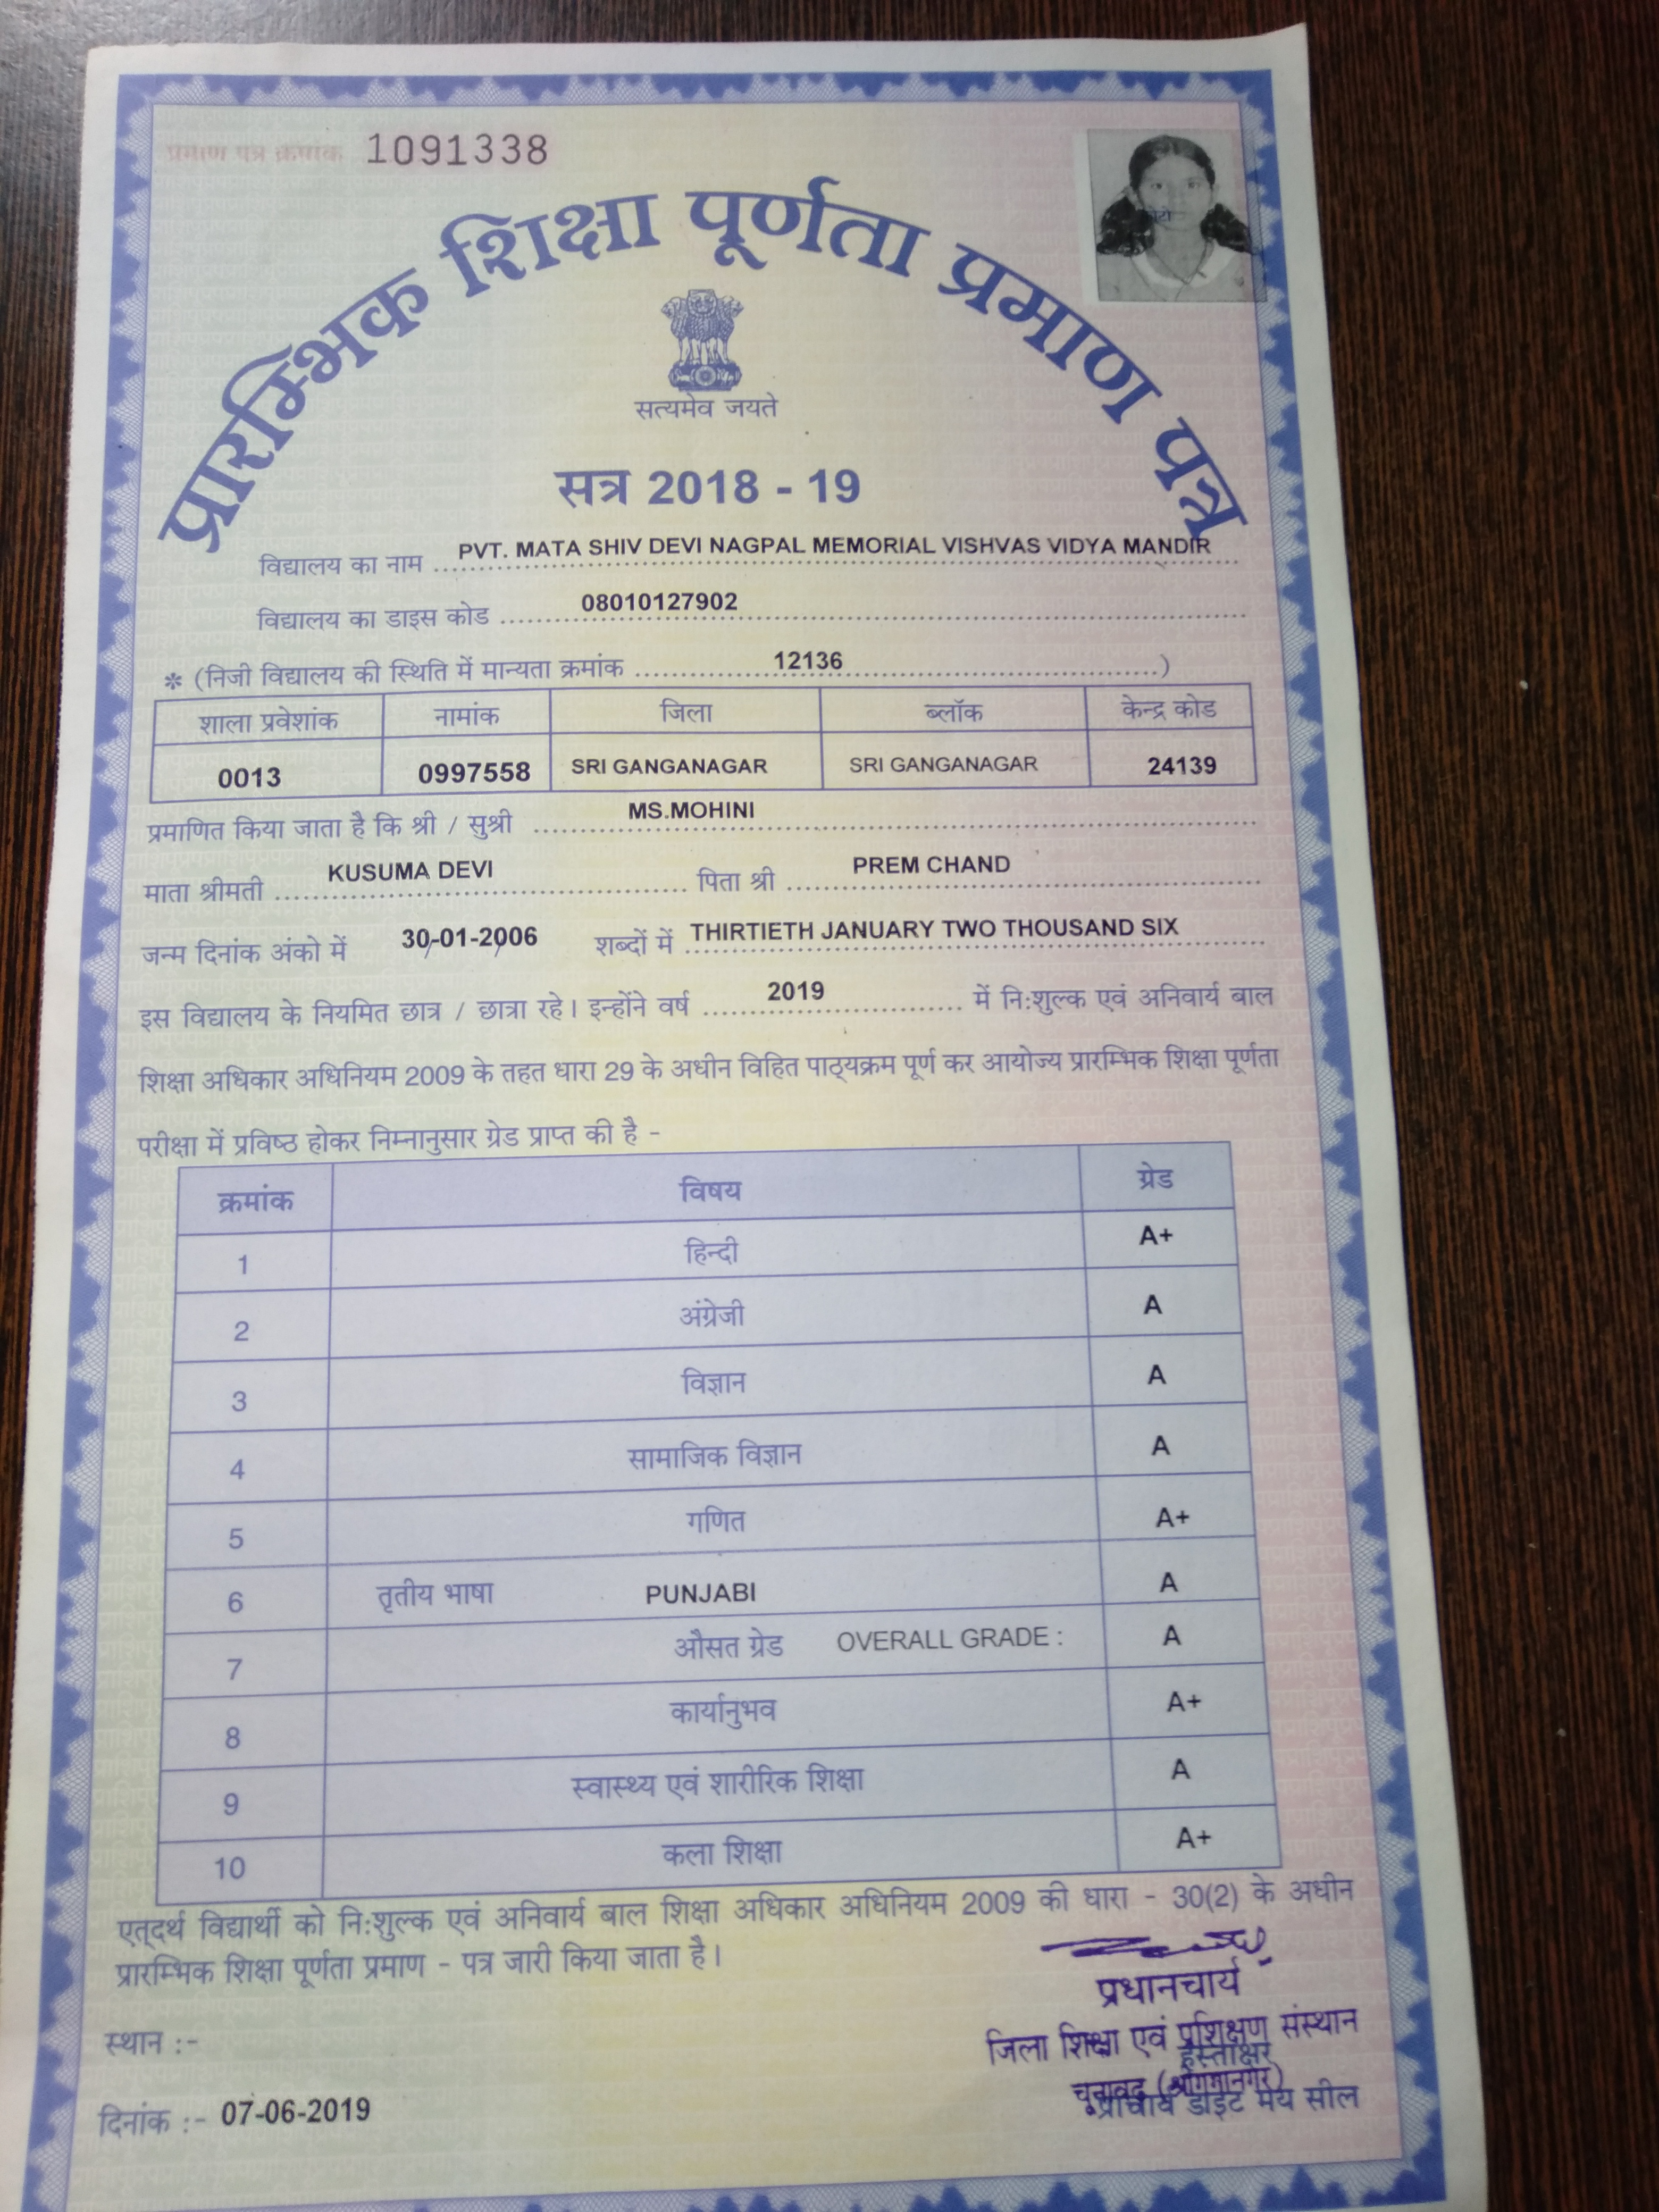 प्रमाण पत्र क्रमांक 1091338
फोटो
प्रारम्भिक शिक्षा पूर्णता प्रमाण पत्र
सत्यमेव जयते
सत्र 2018 - 19
विद्यालय का नाम PVT. MATA SHIV DEVI NAGPAL MEMORIAL VISHVAS VIDYA MANDIR
विद्यालय का डाइस कोड 08010127902
* (निजी विद्यालय की स्थिति में मान्यता क्रमांक 12136)
शाला प्रवेशांक नामांक जिला ब्लॉक केन्द्र कोड
0013 0997558 SRI GANGANAGAR SRI GANGANAGAR 24139
प्रमाणित किया जाता है कि श्री / सुश्री MS.MOHINI
माता श्रीमती KUSUMA DEVI पिता श्री PREM CHAND
जन्म दिनांक अंको में 30-01-2006 शब्दों में THIRTIETH JANUARY TWO THOUSAND SIX
इस विद्यालय के नियमित छात्र / छात्रा रहे। इन्होंने वर्ष 2019 में नि:शुल्क एवं अनिवार्य बाल
शिक्षा अधिकार अधिनियम 2009 के तहत धारा 29 के अधीन विहित पाठ्यक्रम पूर्ण कर आयोज्य प्रारम्भिक शिक्षा पूर्णता
परीक्षा में प्रविष्ठ होकर निम्नानुसार ग्रेड प्राप्त की है -
क्रमांक विषय ग्रेड
1 हिन्दी A+
2 अंग्रेजी A
3 विज्ञान A
4 सामाजिक विज्ञान A
5 गणित A+
6 तृतीय भाषा PUNJABI A
7 औसत ग्रेड OVERALL GRADE : A
8 कार्यानुभव A+
9 स्वास्थ्य एवं शारीरिक शिक्षा A
10 कला शिक्षा A+
एत्दर्थ विद्यार्थी को नि:शुल्क एवं अनिवार्य बाल शिक्षा अधिकार अधिनियम 2009 की धारा - 30(2) के अधीन
प्रारम्भिक शिक्षा पूर्णता प्रमाण - पत्र जारी किया जाता है।
प्रधानचार्य
जिला शिक्षा एवं प्रशिक्षण संस्थान
स्थान :-
हस्ताक्षर
चूनावढ़ (श्रीगंगानगर)
प्राचार्य डाईट मय सील
दिनांक :- 07-06-2019